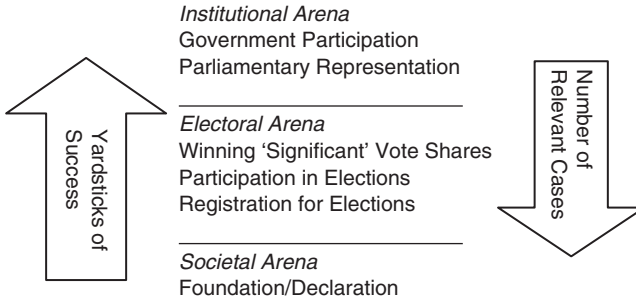 Institutional Arena
Government Participation
Parliamentary Representation
Electoral Arena
Winning ‘Significant’ Vote Shares
Participation in Elections
Registration for Elections
Societal Arena
Foundation/Declaration
Yardsticks of
Success
Number of
Relevant Cases